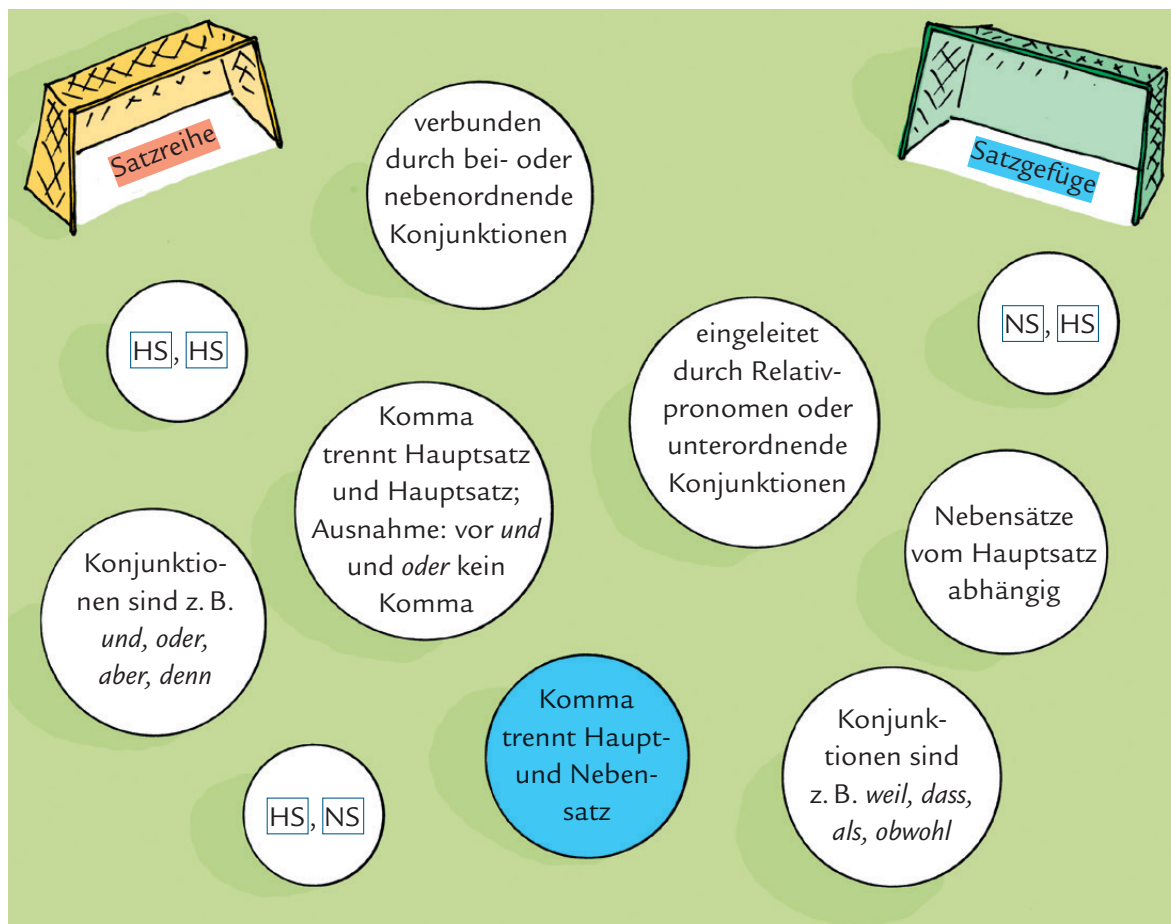 Satzreihe
Satzgefüge
verbunden
durch bei- oder
nebenordnende
Konjunktionen
HS, HS
NS, HS
eingeleitet
durch Relativ-
pronomen oder
unterordnende
Konjunktionen
Komma
trennt Hauptsatz
und Hauptsatz;
Ausnahme: vor und
und oder kein
Komma
Nebensätze
vom Hauptsatz
abhängig
Konjunktio-
nen sind z. B.
und, oder,
aber, denn
Komma
trennt Haupt-
und Neben-
satz
Konjunk-
tionen sind
z. B. weil, dass,
als, obwohl
HS, NS